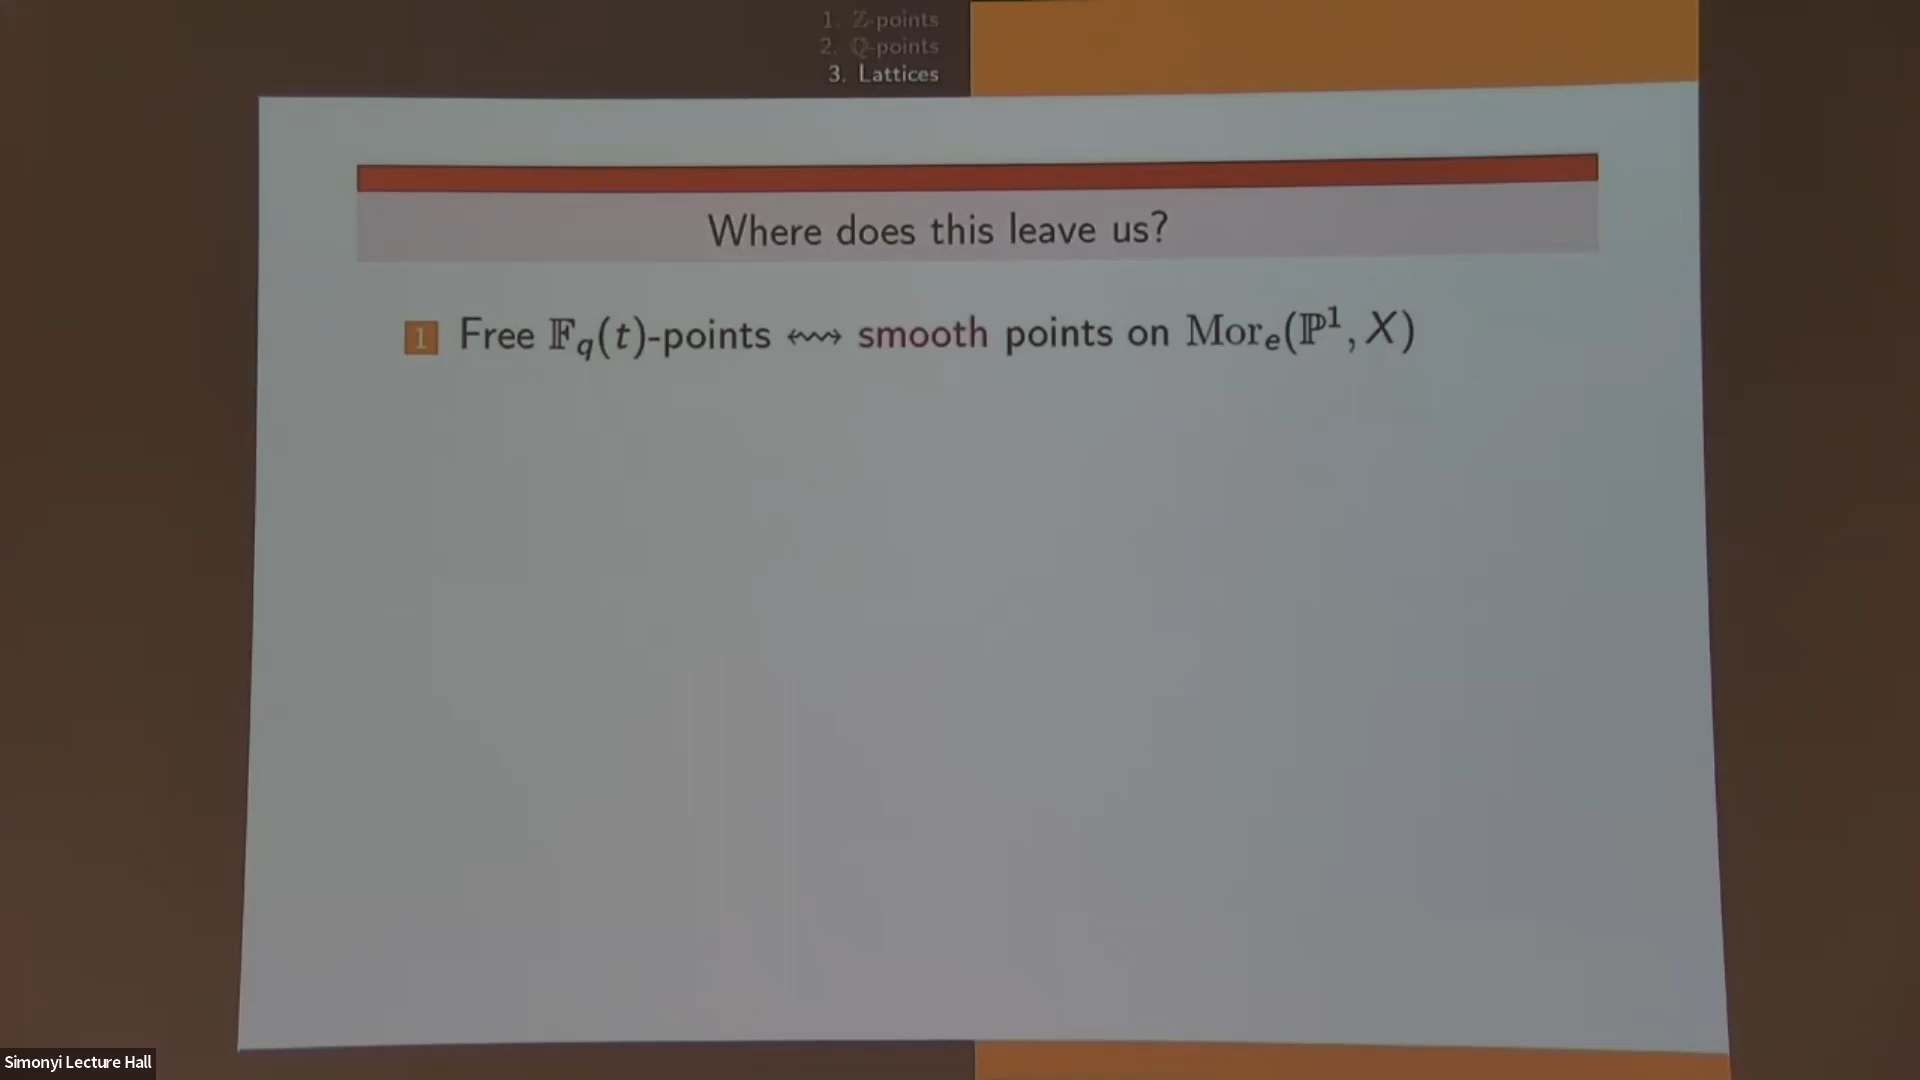 1. Z-points
2. Q-points
3. Lattices
Where does this leave us?
1 Free 𝔽_q(t)-points ↭ smooth points on Mor_e(ℙ¹, X)
Simonyi Lecture Hall